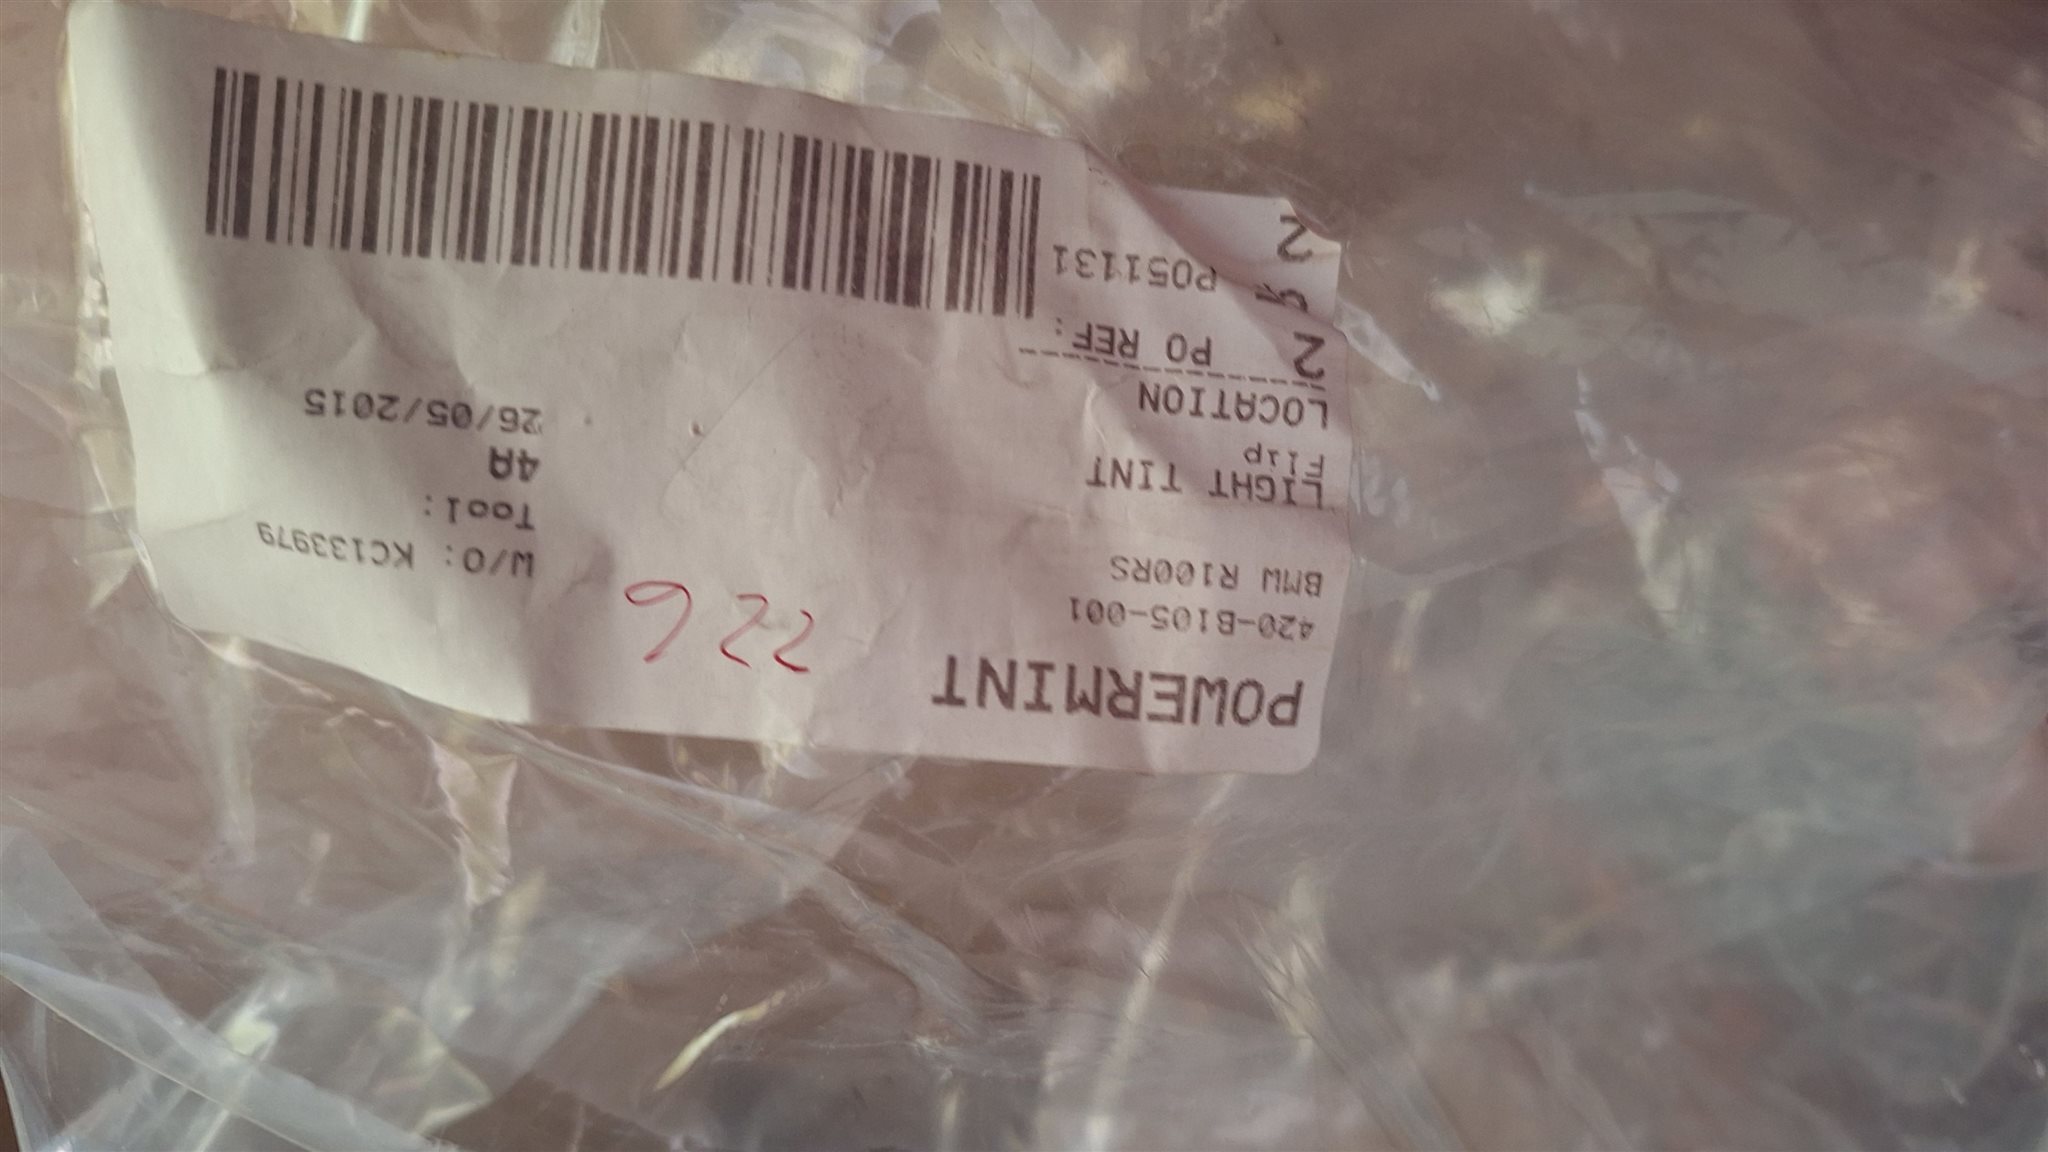 POWERMINT
420-B105-001
BMW R100RS
226
W/O: KC133979
Tool:
4A
26/05/2015
LIGHT TINT
Flip
LOCATION
PO REF:
P051131
2
2